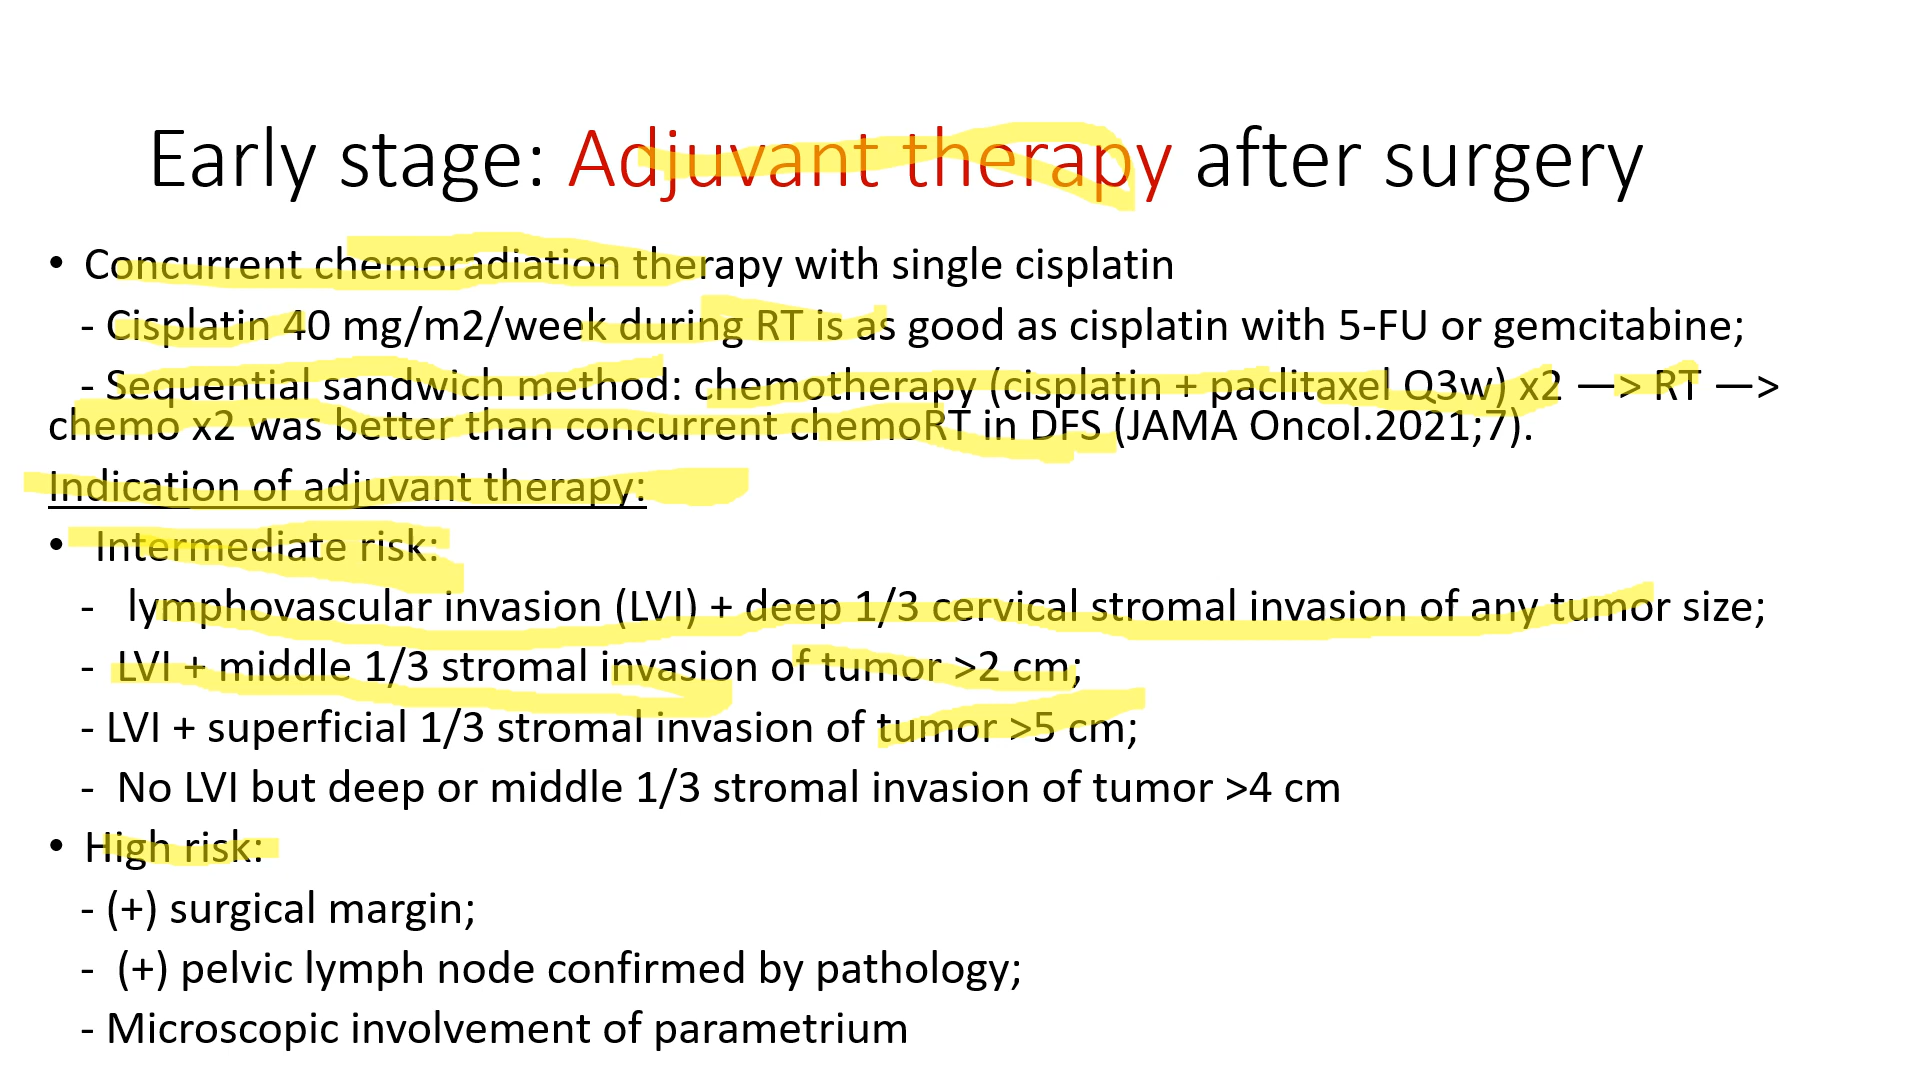 Early stage: Adjuvant therapy after surgery
• Concurrent chemoradiation therapy with single cisplatin
- Cisplatin 40 mg/m2/week during RT is as good as cisplatin with 5-FU or gemcitabine;
- Sequential sandwich method: chemotherapy (cisplatin + paclitaxel Q3w) x2 —> RT —>
chemo x2 was better than concurrent chemoRT in DFS (JAMA Oncol.2021;7).
Indication of adjuvant therapy:
• Intermediate risk:
- lymphovascular invasion (LVI) + deep 1/3 cervical stromal invasion of any tumor size;
- LVI + middle 1/3 stromal invasion of tumor >2 cm;
- LVI + superficial 1/3 stromal invasion of tumor >5 cm;
- No LVI but deep or middle 1/3 stromal invasion of tumor >4 cm
• High risk:
- (+) surgical margin;
- (+) pelvic lymph node confirmed by pathology;
- Microscopic involvement of parametrium